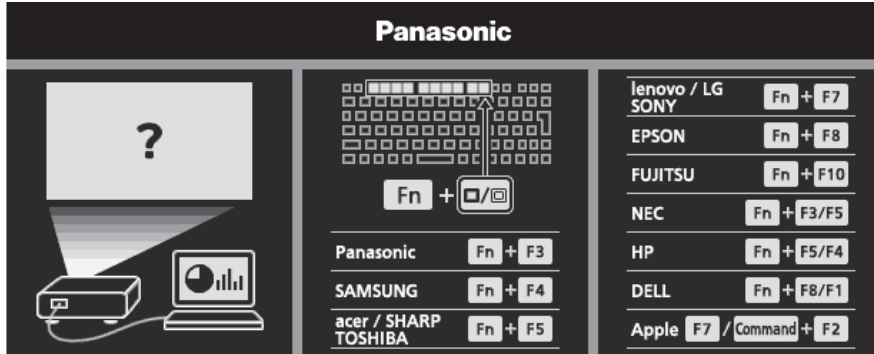 Panasonic
?
Fn + □/回
Panasonic Fn + F3
SAMSUNG Fn + F4
acer / SHARP
TOSHIBA Fn + F5
lenovo / LG
SONY Fn + F7
EPSON Fn + F8
FUJITSU Fn + F10
NEC Fn + F3/F5
HP Fn + F5/F4
DELL Fn + F8/F1
Apple F7 / Command + F2